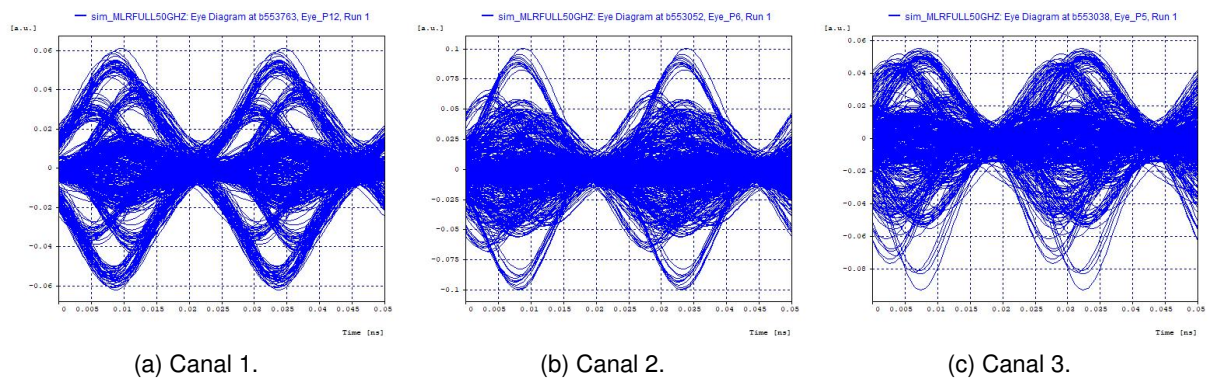 sim_MLRFULL50GHZ: Eye Diagram at b553763, Eye_P12, Run 1
[a.u.]
0.06
0.04
0.02
0
-0.02
-0.04
-0.06
0 0.005 0.01 0.015 0.02 0.025 0.03 0.035 0.04 0.045 0.05
Time [ms]
(a) Canal 1.
sim_MLRFULL50GHZ: Eye Diagram at b553052, Eye_P6, Run 1
[a.u.]
0.1
0.075
0.05
0.025
0
-0.025
-0.05
-0.075
-0.1
0 0.005 0.01 0.015 0.02 0.025 0.03 0.035 0.04 0.045 0.05
Time [ms]
(b) Canal 2.
sim_MLRFULL50GHZ: Eye Diagram at b553038, Eye_P5, Run 1
[a.u.]
0.06
0.04
0.02
0
-0.02
-0.04
-0.06
-0.08
0 0.005 0.01 0.015 0.02 0.025 0.03 0.035 0.04 0.045 0.05
Time [ms]
(c) Canal 3.